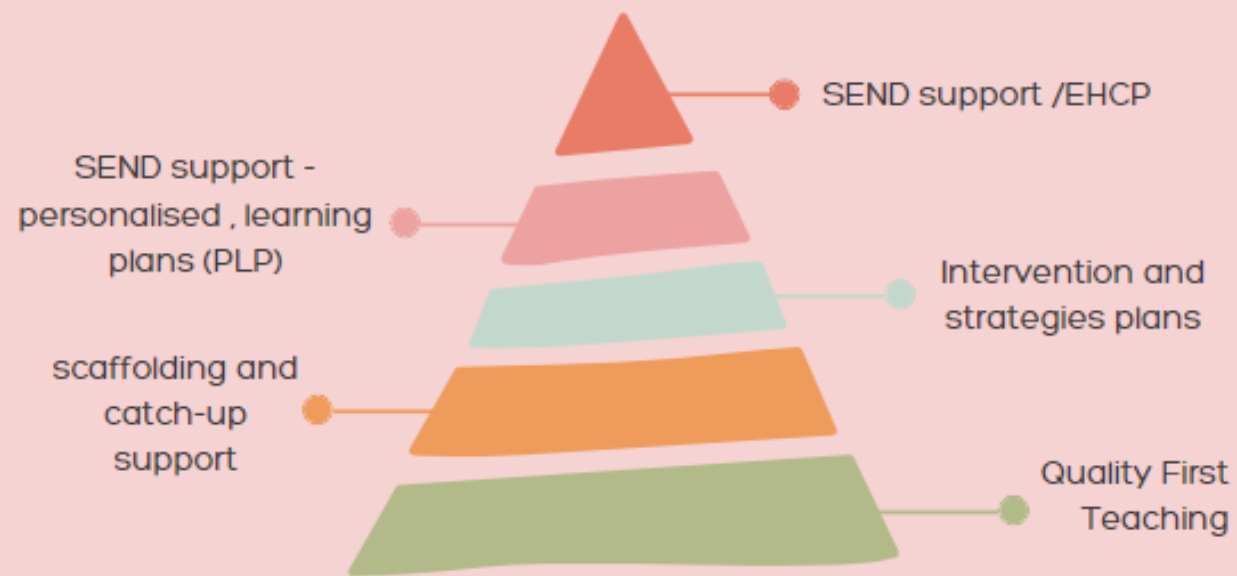 SEND support /EHCP
SEND support -
personalised , learning
plans (PLP)
Intervention and
strategies plans
scaffolding and
catch-up
support
Quality First
Teaching